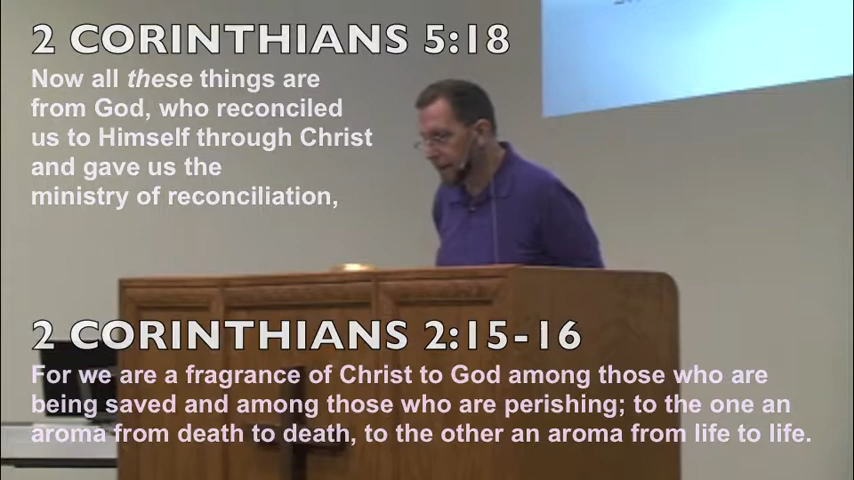 2 CORINTHIANS 5:18
Now all these things are
from God, who reconciled
us to Himself through Christ
and gave us the
ministry of reconciliation,
2 CORINTHIANS 2:15-16
For we are a fragrance of Christ to God among those who are
being saved and among those who are perishing; to the one an
aroma from death to death, to the other an aroma from life to life.